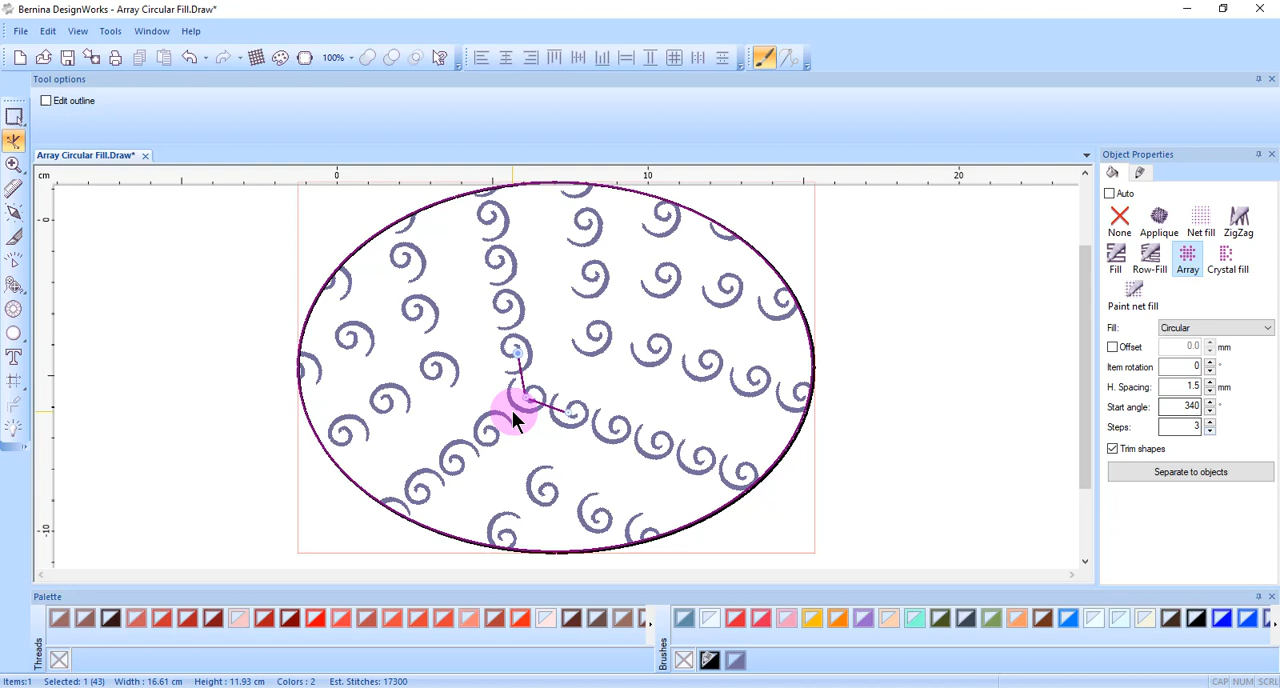 Bernina DesignWorks - Array Circular Fill.Draw*
File Edit View Tools Window Help
100%
Tool options
Edit outline
Array Circular Fill.Draw*
cm 0 10 20
0
-10
Object Properties
Auto
None Applique Net fill ZigZag
Fill Row-Fill Array Crystal fill
Paint net fill
Fill: Circular
Offset 0.0 mm
Item rotation 0 °
H. Spacing: 1.5 mm
Start angle: 340 °
Steps: 3
Trim shapes
Separate to objects
Palette
Threads
Brushes
Items:1 Selected: 1 (43) Width : 16.61 cm Height : 11.93 cm Colors : 2 Est. Stitches: 17300 CAP NUM SCRL